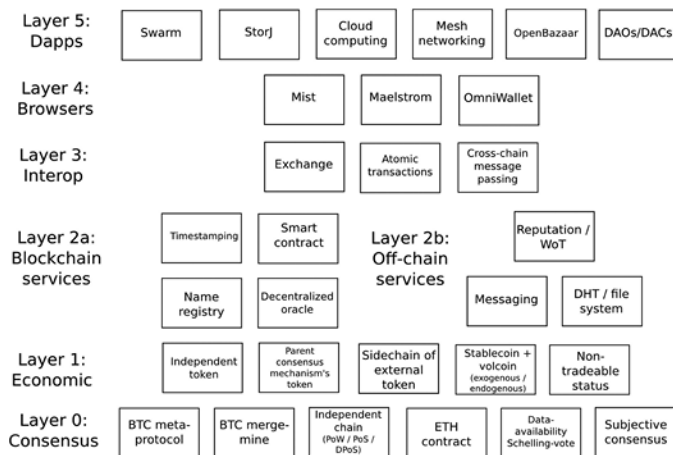 Layer 5:
Dapps
Swarm
StorJ
Cloud
computing
Mesh
networking
OpenBazaar
DAOs/DACs
Layer 4:
Browsers
Mist
Maelstrom
OmniWallet
Layer 3:
Interop
Exchange
Atomic
transactions
Cross-chain
message
passing
Layer 2a:
Blockchain
services
Timestamping
Smart
contract
Name
registry
Decentralized
oracle
Layer 2b:
Off-chain
services
Reputation /
WoT
Messaging
DHT / file
system
Layer 1:
Economic
Independent
token
Parent
consensus
mechanism's
token
Sidechain of
external
token
Stablecoin +
volcoin
(exogenous /
endogenous)
Non-
tradeable
status
Layer 0:
Consensus
BTC meta-
protocol
BTC merge-
mine
Independent
chain
(PoW / PoS /
DPoS)
ETH
contract
Data-
availability
Schelling-vote
Subjective
consensus